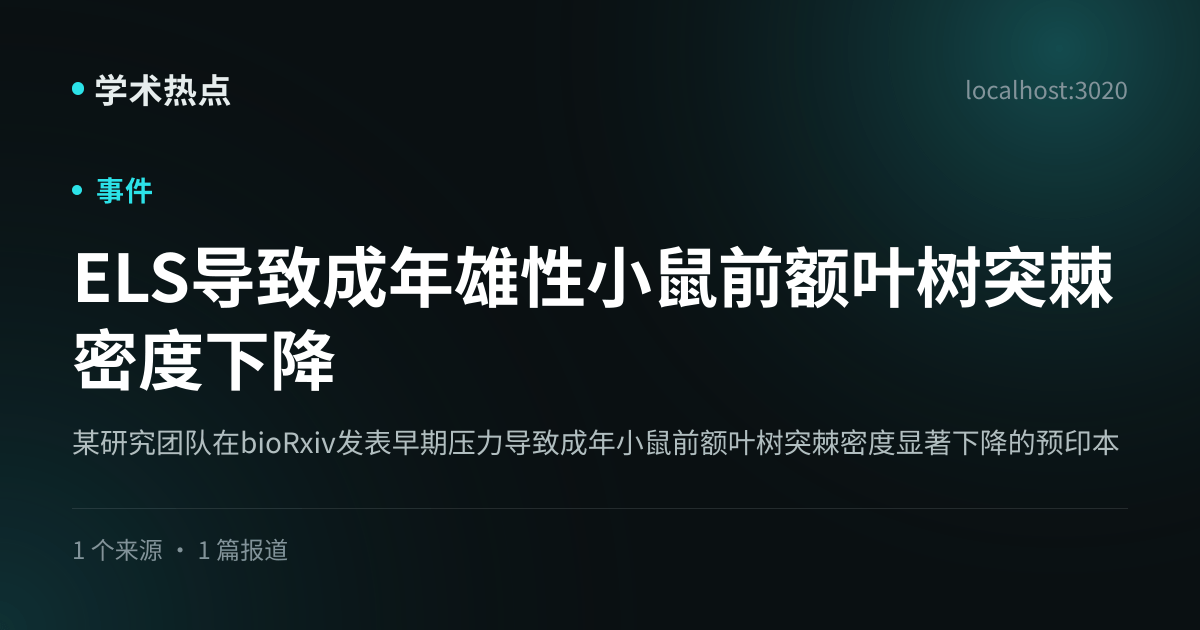 学术热点
localhost:3020
事件
ELS导致成年雄性小鼠前额叶树突棘
密度下降
某研究团队在bioRxiv发表早期压力导致成年小鼠前额叶树突棘密度显著下降的预印本
1 个来源 · 1 篇报道